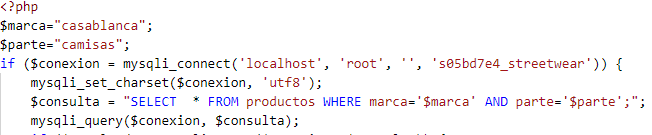 <?php
$marca="casablanca";
$parte="camisas";
if ($conexion = mysqli_connect('localhost', 'root', '', 's05bd7e4_streetwear')) {
    mysqli_set_charset($conexion, 'utf8');
    $consulta = "SELECT  * FROM productos WHERE marca='$marca' AND parte='$parte';";
    mysqli_query($conexion, $consulta);